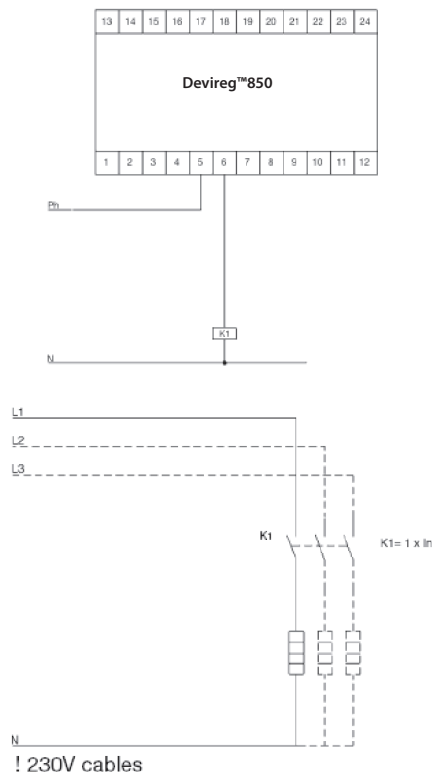 13 14 15 16 17 18 19 20 21 22 23 24
Devireg™850
1 2 3 4 5 6 7 8 9 10 11 12
Ph
K1
N
L1
L2
L3
K1
K1= 1 x In
N
! 230V cables